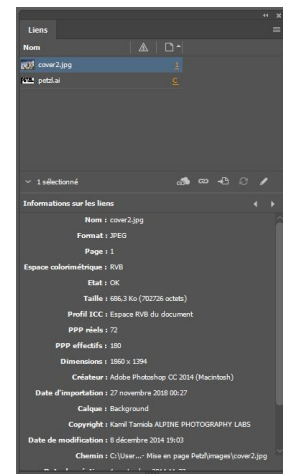 Liens
Nom
cover2.jpg 1
petzl.ai C
1 sélectionné
Informations sur les liens
Nom : cover2.jpg
Format : JPEG
Page : 1
Espace colorimétrique : RVB
Etat : OK
Taille : 686,3 Ko (702726 octets)
Profil ICC : Espace RVB du document
PPP réels : 72
PPP effectifs : 180
Dimensions : 1860 x 1394
Créateur : Adobe Photoshop CC 2014 (Macintosh)
Date d'importation : 27 novembre 2018 00:27
Calque : Background
Copyright : Kamil Tamiola ALPINE PHOTOGRAPHY LABS
Date de modification : 8 décembre 2014 19:03
Chemin : C:\User...- Mise en page Petzl\images\cover2.jpg